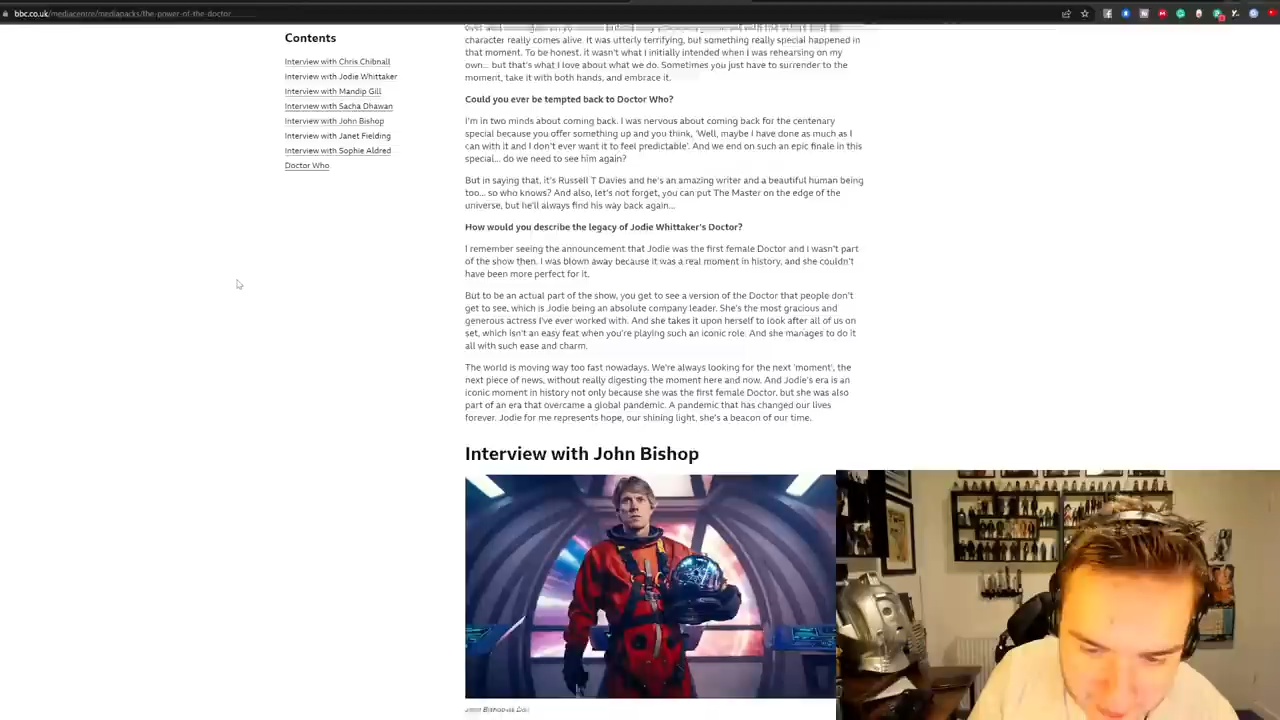 bbc.co.uk/mediacentre/mediapacks/the-power-of-the-doctor
Contents
Interview with Chris Chibnall
Interview with Jodie Whittaker
Interview with Mandip Gill
Interview with Sacha Dhawan
Interview with John Bishop
Interview with Janet Fielding
Interview with Sophie Aldred
Doctor Who
character really comes alive. It was utterly terrifying, but something really special happened in
that moment. To be honest, it wasn't what I initially intended when I was rehearsing on my
own... but that's what I love about what we do. Sometimes you just have to surrender to the
moment, take it with both hands, and embrace it.
Could you ever be tempted back to Doctor Who?
I'm in two minds about coming back. I was nervous about coming back for the centenary
special because you offer something up and you think, 'Well, maybe I have done as much as I
can with it and I don't ever want it to feel predictable'. And we end on such an epic finale in this
special... do we need to see him again?
But in saying that, it's Russell T Davies and he's an amazing writer and a beautiful human being
too... so who knows? And also, let's not forget, you can put The Master on the edge of the
universe, but he'll always find his way back again...
How would you describe the legacy of Jodie Whittaker's Doctor?
I remember seeing the announcement that Jodie was the first female Doctor and I wasn't part
of the show then. I was blown away because it was a real moment in history, and she couldn't
have been more perfect for it.
But to be an actual part of the show, you get to see a version of the Doctor that people don't
get to see, which is Jodie being an absolute company leader. She's the most gracious and
generous actress I've ever worked with. And she takes it upon herself to look after all of us on
set, which isn't an easy feat when you're playing such an iconic role. And she manages to do it
all with such ease and charm.
The world is moving way too fast nowadays. We're always looking for the next 'moment', the
next piece of news, without really digesting the moment here and now. And Jodie's era is an
iconic moment in history not only because she was the first female Doctor, but she was also
part of an era that overcame a global pandemic. A pandemic that has changed our lives
forever. Jodie for me represents hope, our shining light, she's a beacon of our time.
Interview with John Bishop
Bishop as Dan